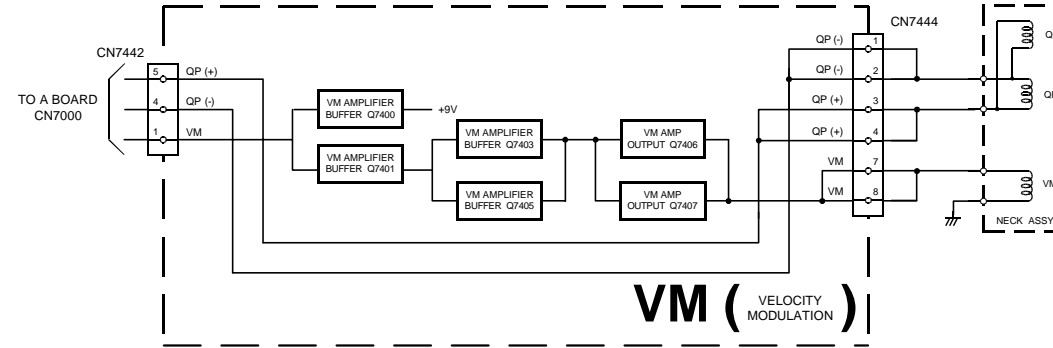 CN7442
TO A BOARD
CN7000
5
QP (+)
4
QP (-)
1
VM
VM AMPLIFIER
BUFFER Q7400
+9V
VM AMPLIFIER
BUFFER Q7401
VM AMPLIFIER
BUFFER Q7403
VM AMPLIFIER
BUFFER Q7405
VM AMP
OUTPUT Q7406
VM AMP
OUTPUT Q7407
CN7444
QP (-)
1
QP (-)
2
QP (+)
3
QP (+)
4
VM
7
VM
8
NECK ASSY
VM (
VELOCITY
MODULATION
)